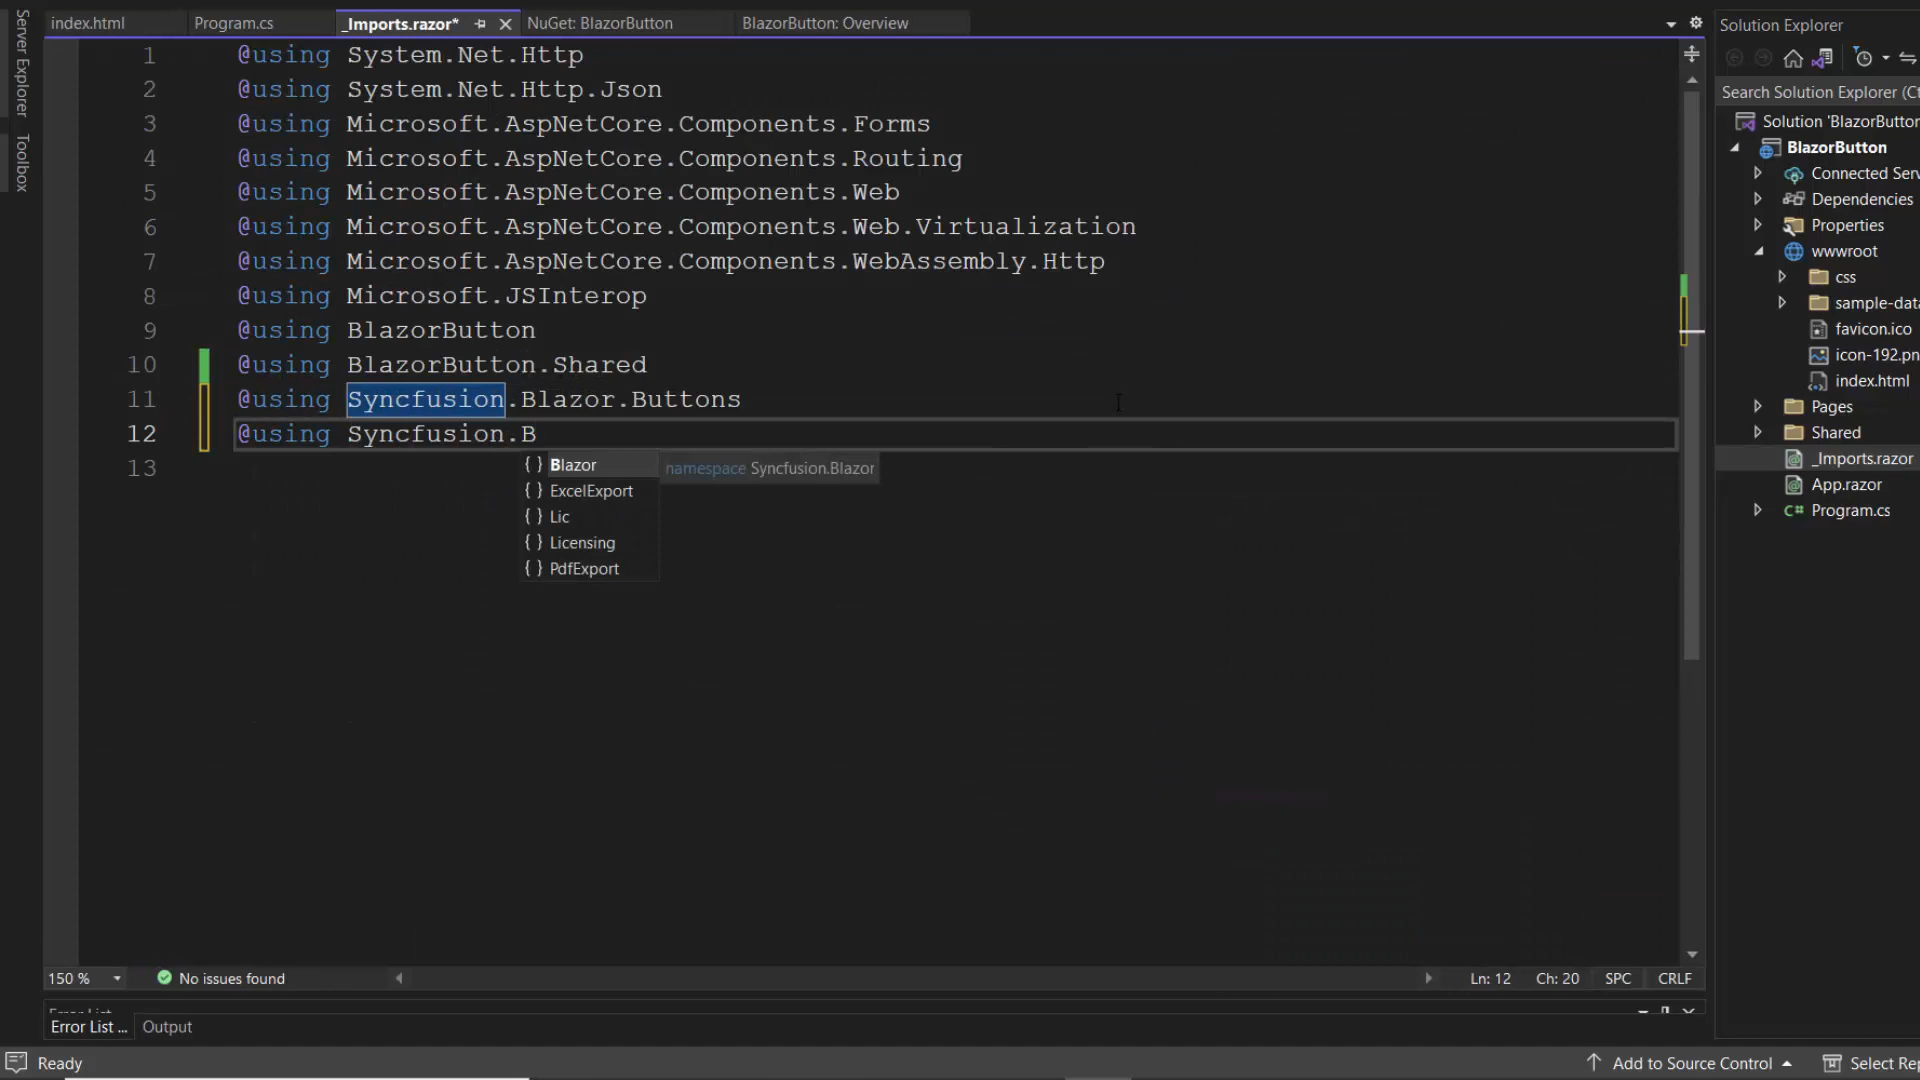 Server Explorer
Toolbox
index.html
Program.cs
_Imports.razor*
NuGet: BlazorButton
BlazorButton: Overview
1 @using System.Net.Http
2 @using System.Net.Http.Json
3 @using Microsoft.AspNetCore.Components.Forms
4 @using Microsoft.AspNetCore.Components.Routing
5 @using Microsoft.AspNetCore.Components.Web
6 @using Microsoft.AspNetCore.Components.Web.Virtualization
7 @using Microsoft.AspNetCore.Components.WebAssembly.Http
8 @using Microsoft.JSInterop
9 @using BlazorButton
10 @using BlazorButton.Shared
11 @using Syncfusion.Blazor.Buttons
12 @using Syncfusion.B
13
{ } Blazor
namespace Syncfusion.Blazor
{ } ExcelExport
{ } Lic
{ } Licensing
{ } PdfExport
150 %
No issues found
Ln: 12
Ch: 20
SPC
CRLF
Error List ...
Output
Ready
Add to Source Control
Select Rep
Solution Explorer
Search Solution Explorer (Ct
Solution 'BlazorButton
BlazorButton
Connected Serv
Dependencies
Properties
wwwroot
css
sample-data
favicon.ico
icon-192.pn
index.html
Pages
Shared
_Imports.razor
App.razor
C# Program.cs